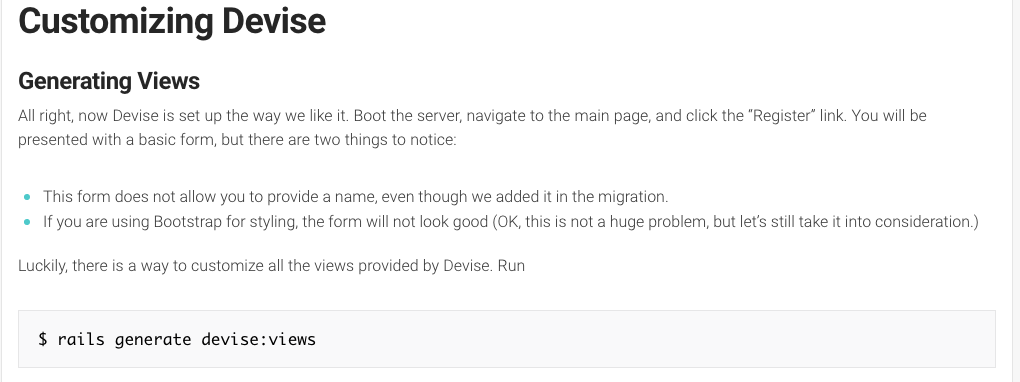 Customizing Devise
Generating Views
All right, now Devise is set up the way we like it. Boot the server, navigate to the main page, and click the “Register” link. You will be
presented with a basic form, but there are two things to notice:
This form does not allow you to provide a name, even though we added it in the migration.
If you are using Bootstrap for styling, the form will not look good (OK, this is not a huge problem, but let’s still take it into consideration.)
Luckily, there is a way to customize all the views provided by Devise. Run
$ rails generate devise:views